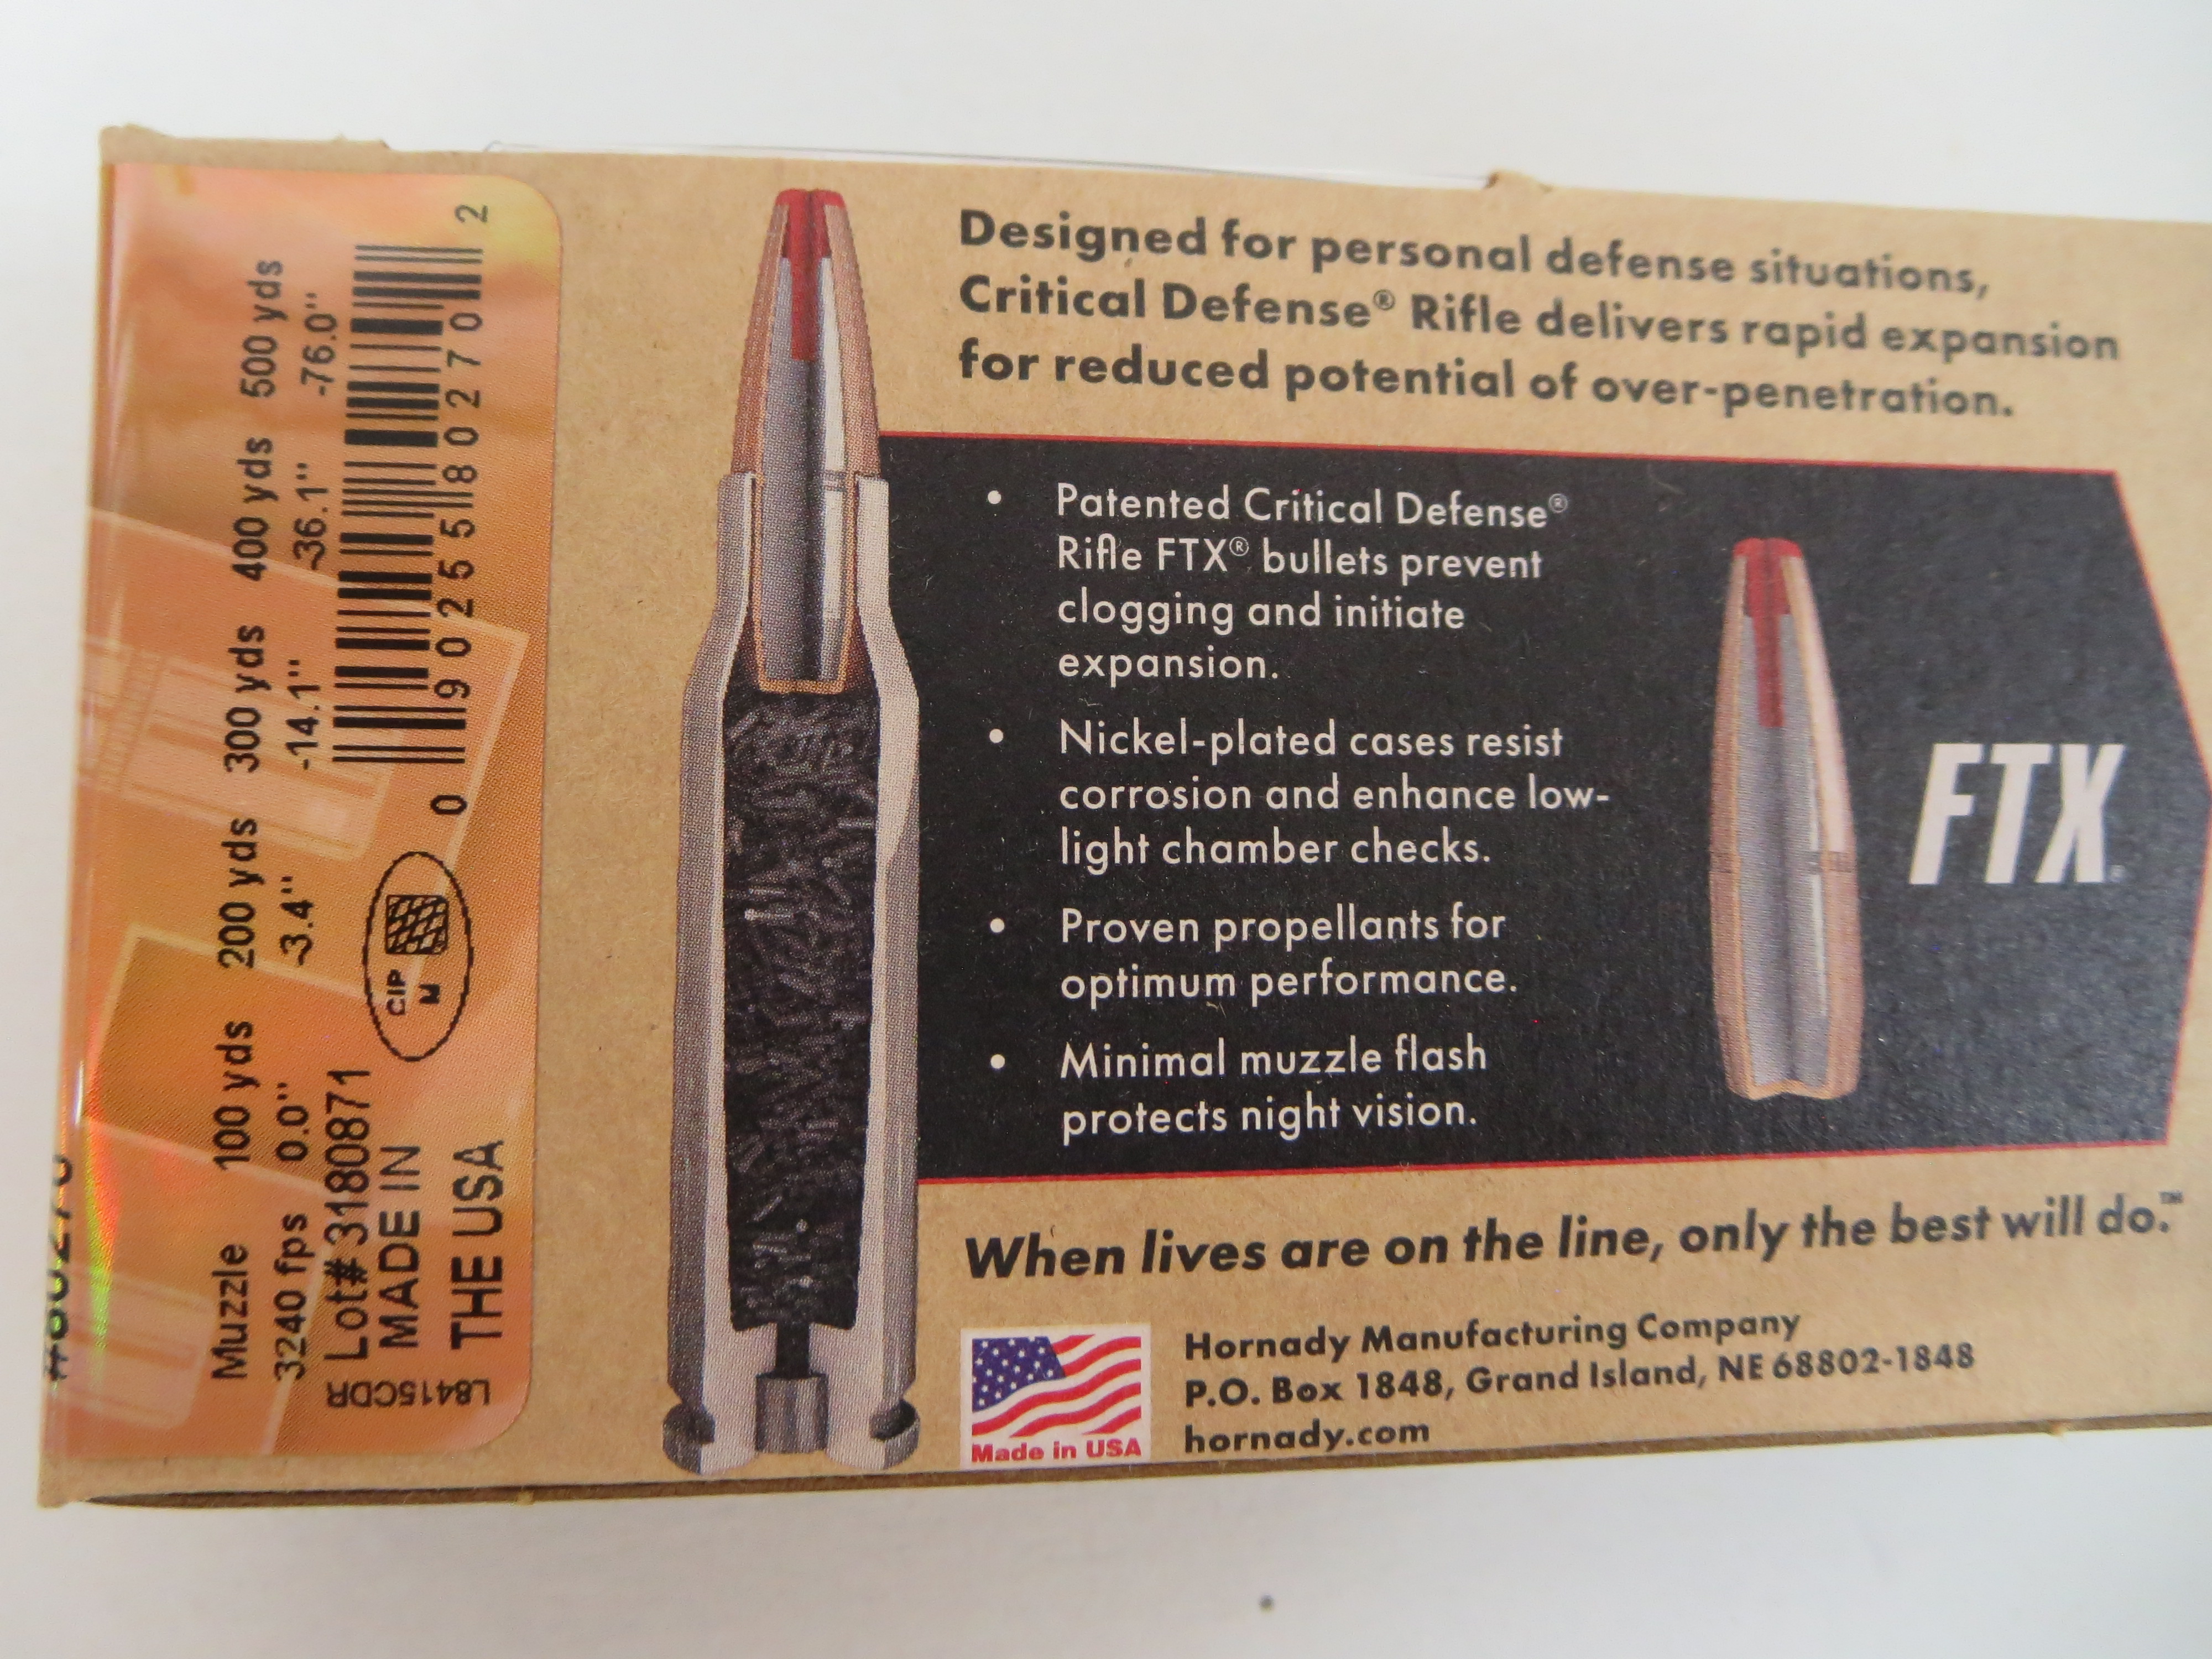 Designed for personal defense situations,
Critical Defense® Rifle delivers rapid expansion
for reduced potential of over-penetration.
• Patented Critical Defense®
Rifle FTX® bullets prevent
clogging and initiate
expansion.
• Nickel-plated cases resist
corrosion and enhance low-
light chamber checks.
• Proven propellants for
optimum performance.
• Minimal muzzle flash
protects night vision.
FTX®
When lives are on the line, only the best will do.™
Made in USA
Hornady Manufacturing Company
P.O. Box 1848, Grand Island, NE 68802-1848
hornady.com
Muzzle 100 yds 200 yds 300 yds 400 yds 500 yds
3240 fps 0.0" -3.4" -14.1" -36.1" -76.0"
Lot# 3180871
MADE IN
THE USA
CIP
M
0 90255 80270 2
L8415CDR